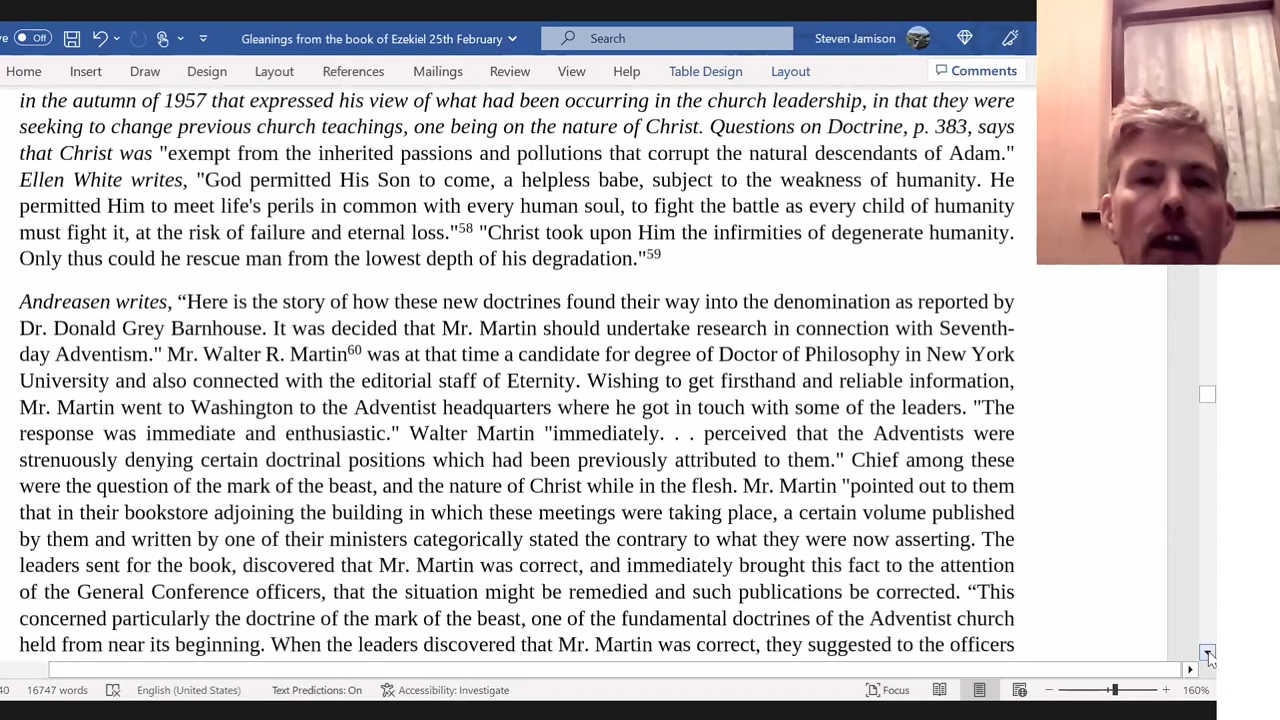 Off
Gleanings from the book of Ezekiel 25th February
Search
Steven Jamison
Home Insert Draw Design Layout References Mailings Review View Help Table Design Layout Comments
in the autumn of 1957 that expressed his view of what had been occurring in the church leadership, in that they were
seeking to change previous church teachings, one being on the nature of Christ. Questions on Doctrine, p. 383, says
that Christ was "exempt from the inherited passions and pollutions that corrupt the natural descendants of Adam."
Ellen White writes, "God permitted His Son to come, a helpless babe, subject to the weakness of humanity. He
permitted Him to meet life's perils in common with every human soul, to fight the battle as every child of humanity
must fight it, at the risk of failure and eternal loss."58 "Christ took upon Him the infirmities of degenerate humanity.
Only thus could he rescue man from the lowest depth of his degradation."59
Andreasen writes, “Here is the story of how these new doctrines found their way into the denomination as reported by
Dr. Donald Grey Barnhouse. It was decided that Mr. Martin should undertake research in connection with Seventh-
day Adventism." Mr. Walter R. Martin60 was at that time a candidate for degree of Doctor of Philosophy in New York
University and also connected with the editorial staff of Eternity. Wishing to get firsthand and reliable information,
Mr. Martin went to Washington to the Adventist headquarters where he got in touch with some of the leaders. "The
response was immediate and enthusiastic." Walter Martin "immediately. . . perceived that the Adventists were
strenuously denying certain doctrinal positions which had been previously attributed to them." Chief among these
were the question of the mark of the beast, and the nature of Christ while in the flesh. Mr. Martin "pointed out to them
that in their bookstore adjoining the building in which these meetings were taking place, a certain volume published
by them and written by one of their ministers categorically stated the contrary to what they were now asserting. The
leaders sent for the book, discovered that Mr. Martin was correct, and immediately brought this fact to the attention
of the General Conference officers, that the situation might be remedied and such publications be corrected. “This
concerned particularly the doctrine of the mark of the beast, one of the fundamental doctrines of the Adventist church
held from near its beginning. When the leaders discovered that Mr. Martin was correct, they suggested to the officers
40 16747 words English (United States) Text Predictions: On Accessibility: Investigate Focus 160%